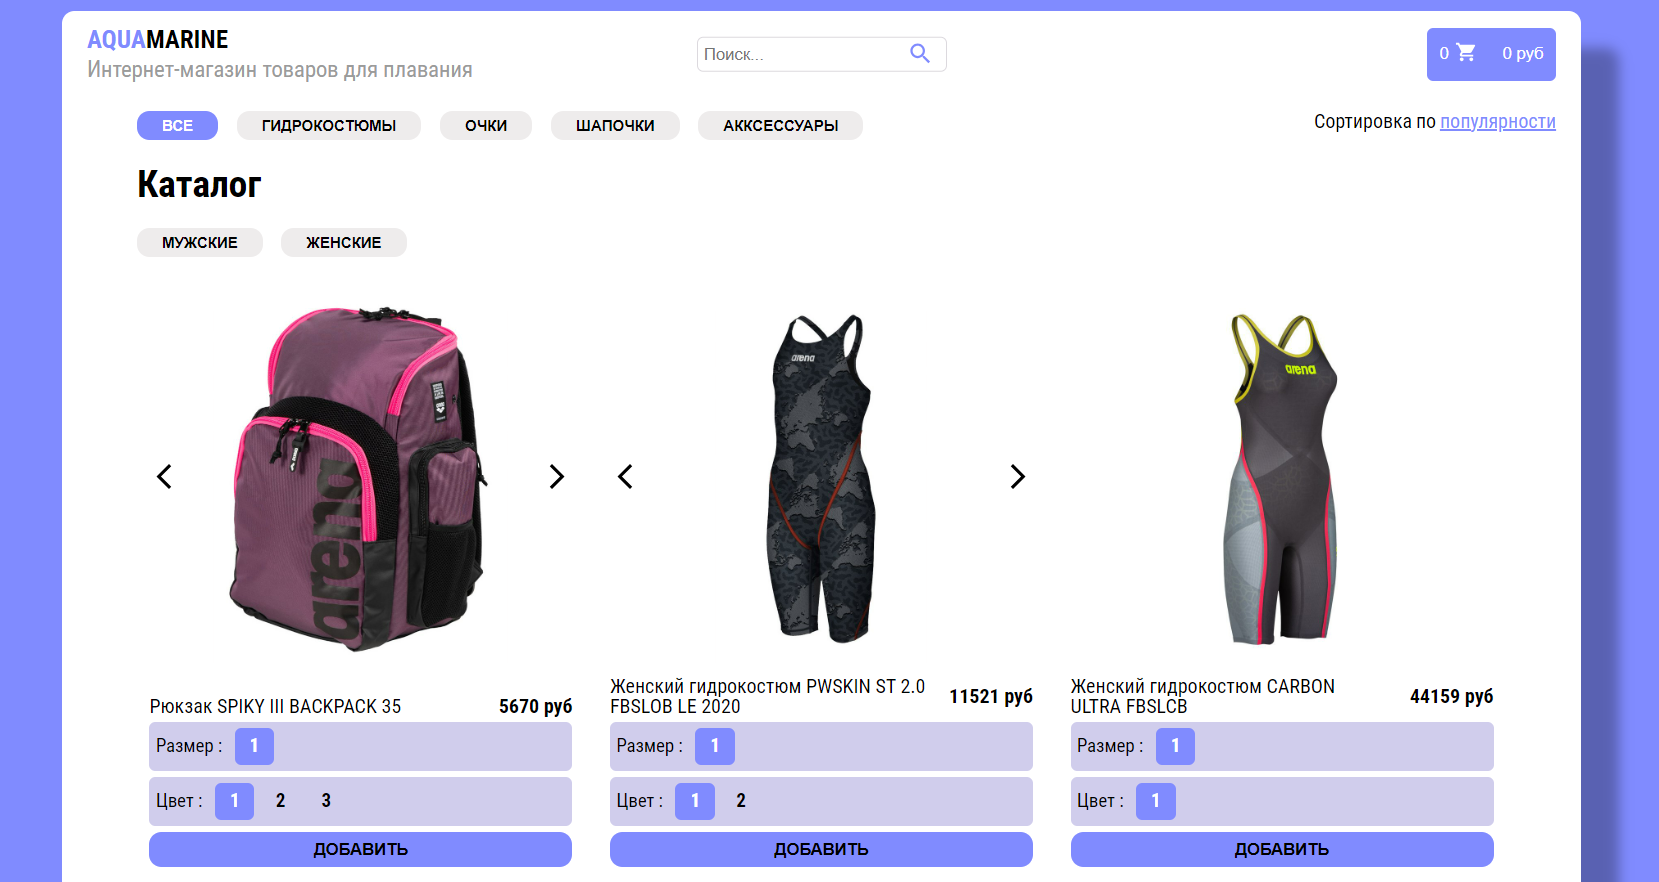 AQUAMARINE
Интернет-магазин товаров для плавания
Поиск...
0 0 руб
ВСЕ ГИДРОКОСТЮМЫ ОЧКИ ШАПОЧКИ АККСЕССУАРЫ
Сортировка по популярности
Каталог
МУЖСКИЕ ЖЕНСКИЕ
arena
arena
arena
Рюкзак SPIKY III BACKPACK 35 5670 руб
Размер : 1
Цвет : 1 2 3
ДОБАВИТЬ
Женский гидрокостюм PWSKIN ST 2.0
FBSLOB LE 2020 11521 руб
Размер : 1
Цвет : 1 2
ДОБАВИТЬ
Женский гидрокостюм CARBON
ULTRA FBSLCB 44159 руб
Размер : 1
Цвет : 1
ДОБАВИТЬ